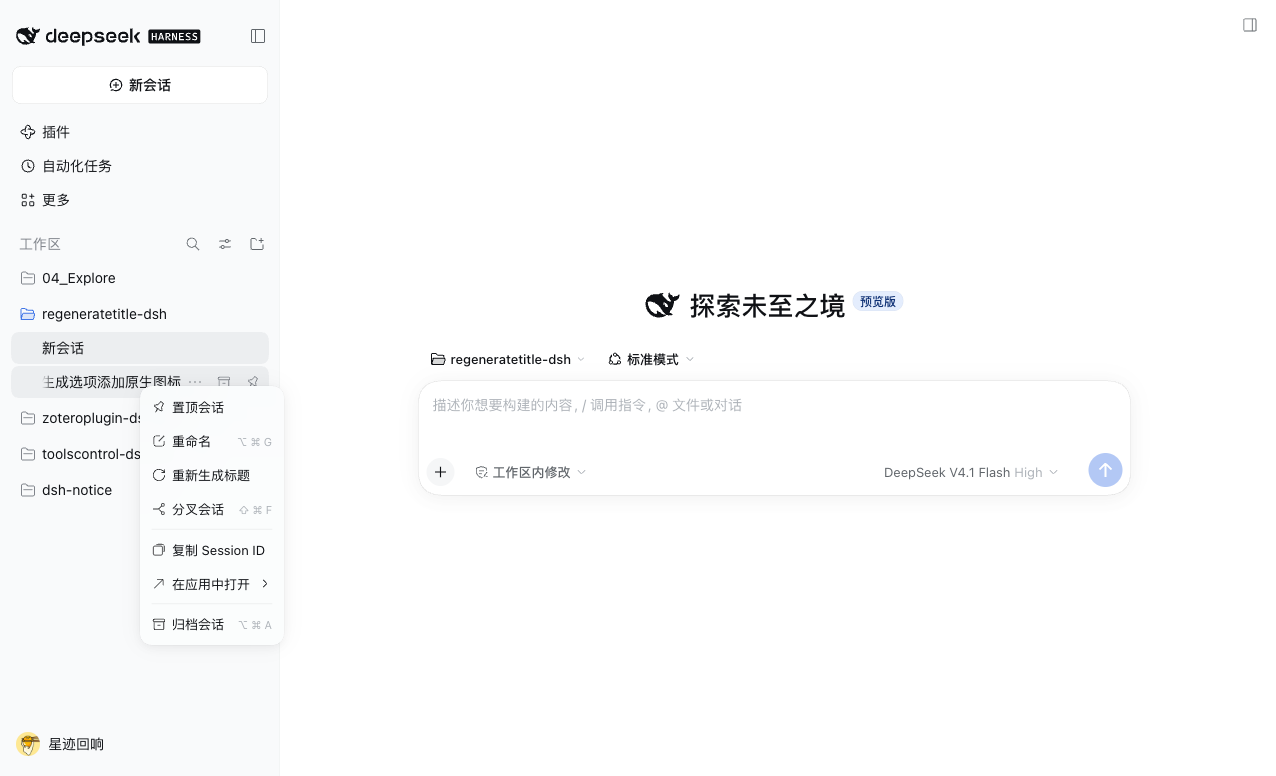 deepseek HARNESS
新会话
插件
自动化任务
更多
工作区
04_Explore
regeneratetitle-dsh
新会话
生成选项添加原生图标
zoteroplugin-ds
toolscontrol-ds
dsh-notice
置顶会话
重命名 ⌥⌘G
重新生成标题
分叉会话 ⇧⌘F
复制 Session ID
在应用中打开
归档会话 ⌥⌘A
星迹回响
探索未至之境 预览版
regeneratetitle-dsh 标准模式
描述你想要构建的内容, / 调用指令, @ 文件或对话
工作区内修改 DeepSeek V4.1 Flash High